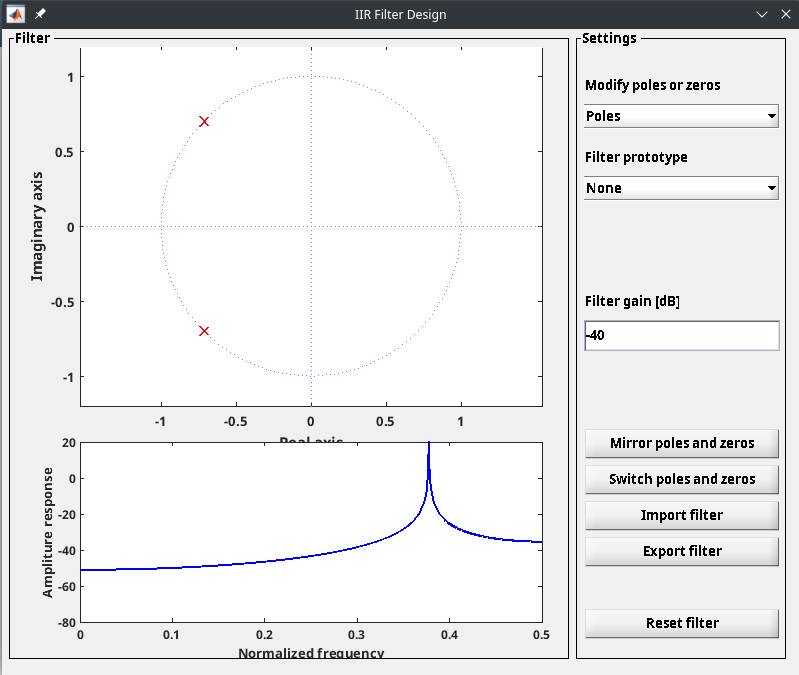 IIR Filter Design
Filter
1
0.5
0
-0.5
-1
Imaginary axis
-1
-0.5
0
0.5
1
Real axis
20
0
-20
-40
-60
-80
Ampliture response
0
0.1
0.2
0.3
0.4
0.5
Normalized frequency
Settings
Modify poles or zeros
Poles
Filter prototype
None
Filter gain [dB]
-40
Mirror poles and zeros
Switch poles and zeros
Import filter
Export filter
Reset filter